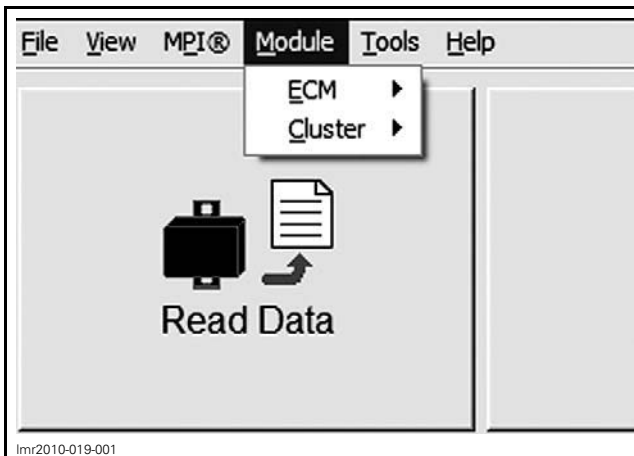 File View MPI® Module Tools Help
ECM
Cluster
Read Data
lmr2010-019-001